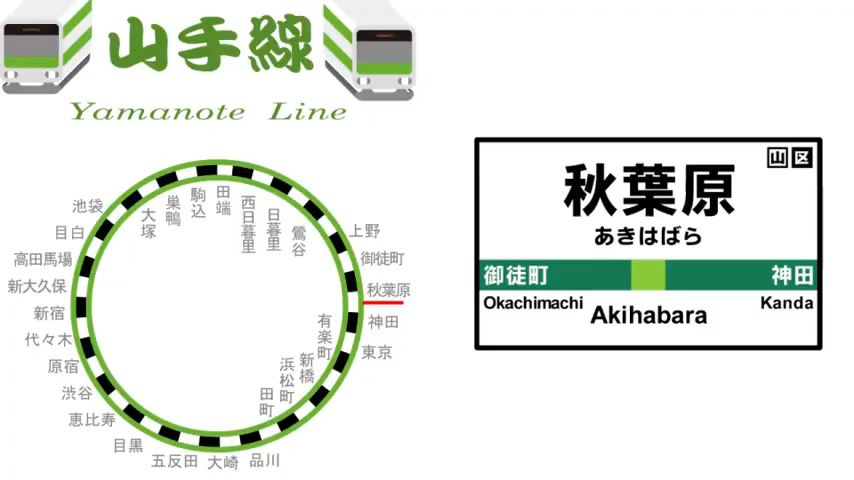 山手線
Yamanote Line
田端
駒込
巣鴨
大塚
池袋
目白
高田馬場
新大久保
新宿
代々木
原宿
渋谷
恵比寿
目黒
五反田
大崎
品川
田町
浜松町
新橋
有楽町
東京
神田
秋葉原
御徒町
上野
鶯谷
日暮里
西日暮里
山 区
秋葉原
あきはばら
御徒町 神田
Okachimachi Akihabara Kanda